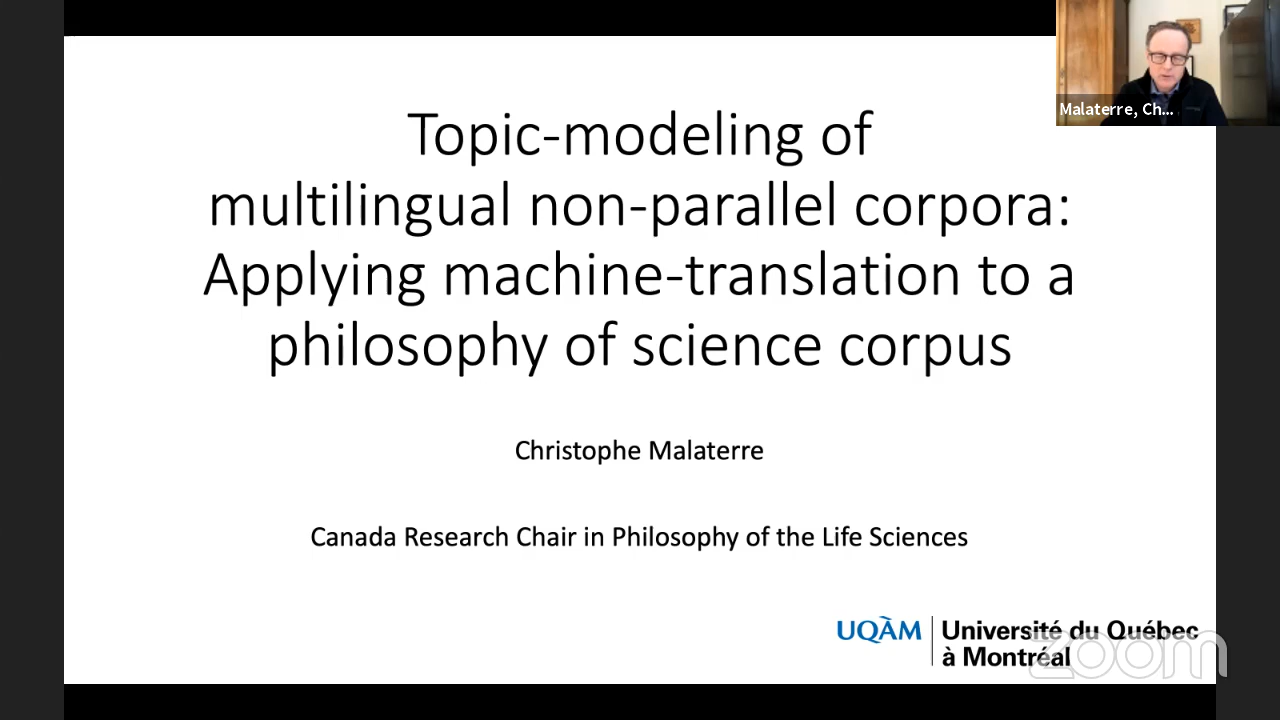 Malaterre, Ch...
Topic-modeling of
multilingual non-parallel corpora:
Applying machine-translation to a
philosophy of science corpus
Christophe Malaterre
Canada Research Chair in Philosophy of the Life Sciences
UQÀM
Université du Québec
à Montréal
zoom